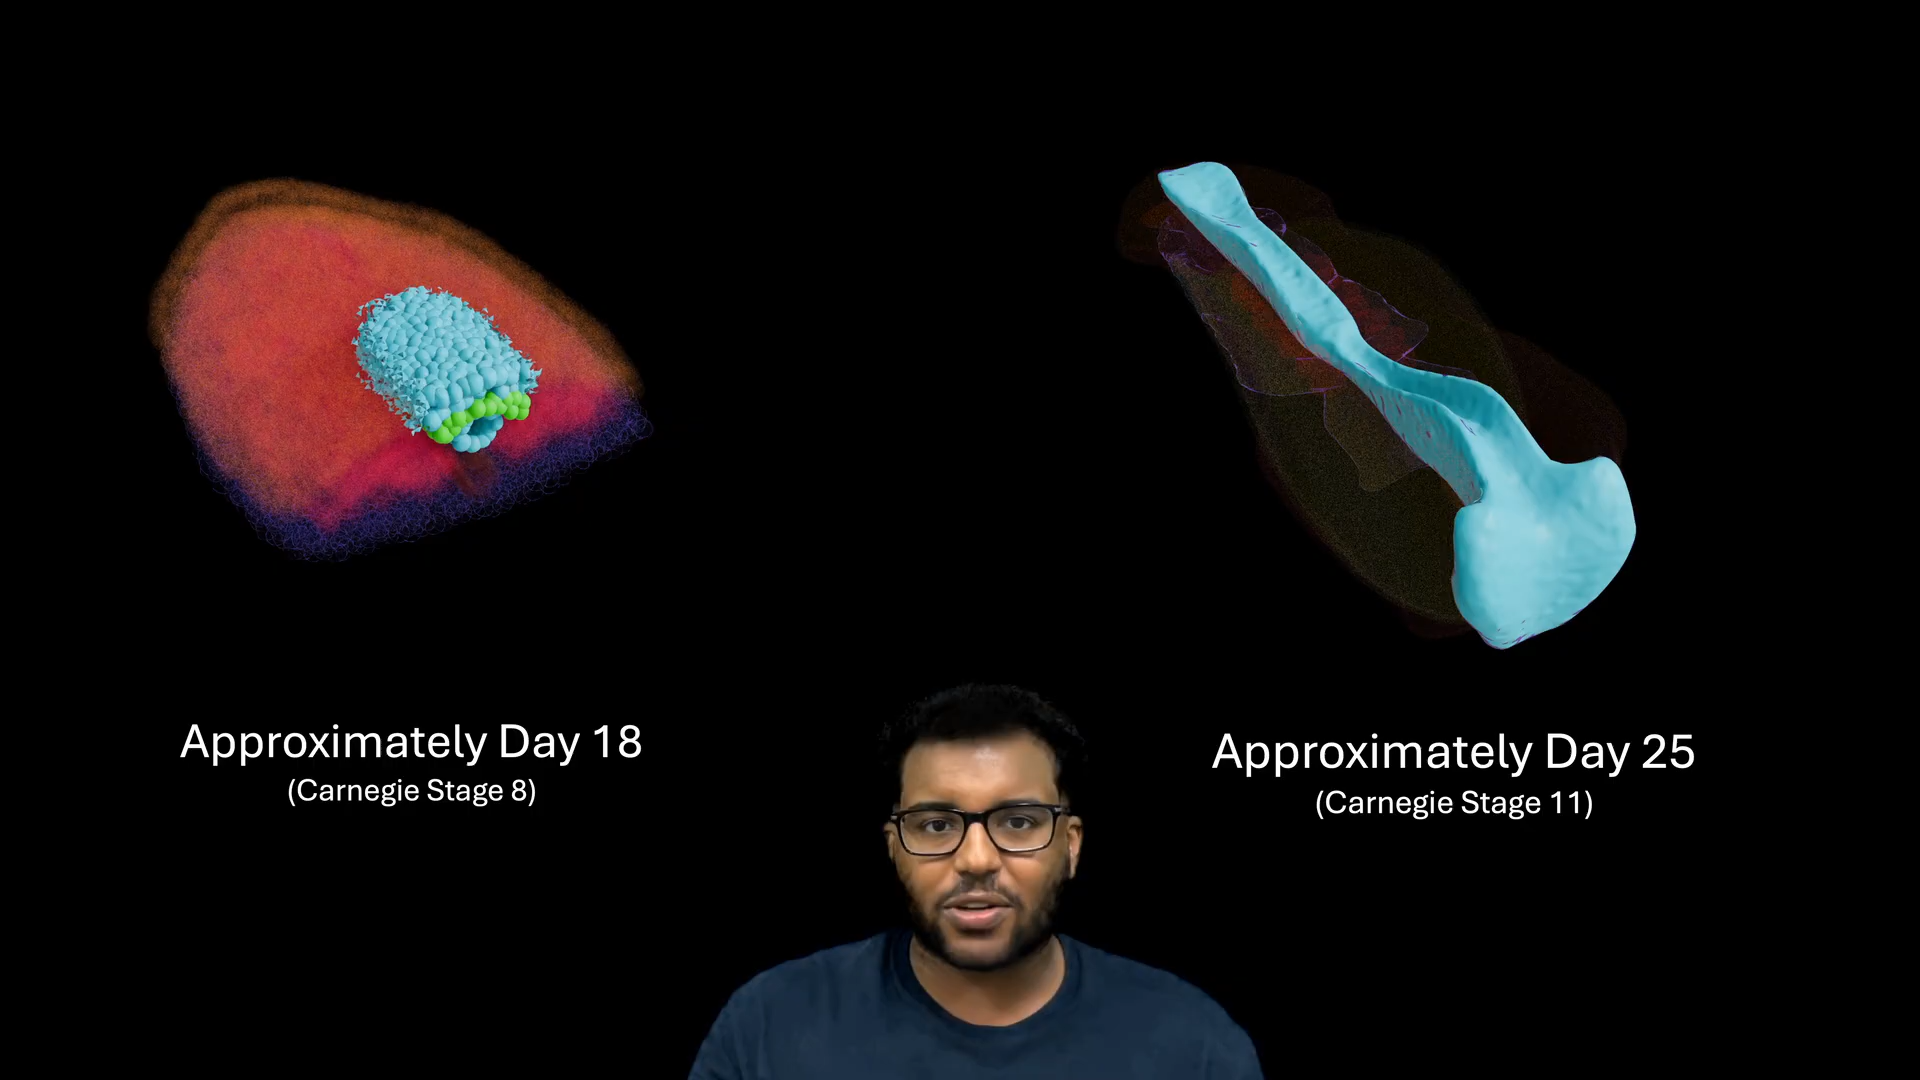 Approximately Day 18
(Carnegie Stage 8)
Approximately Day 25
(Carnegie Stage 11)